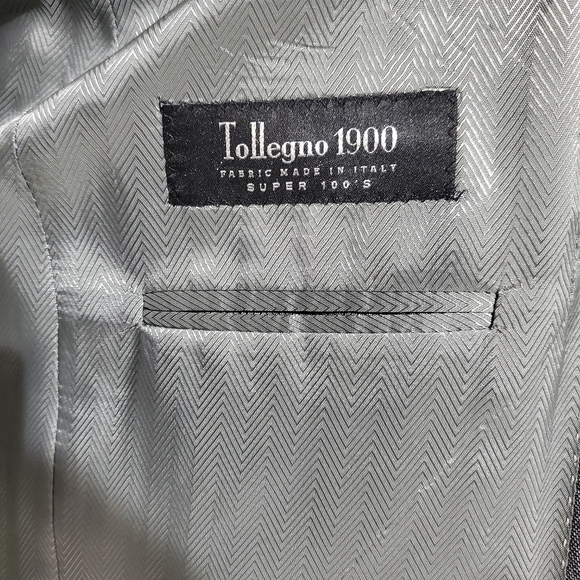 Tollegno 1900
FABRIC MADE IN ITALY
SUPER 100'S